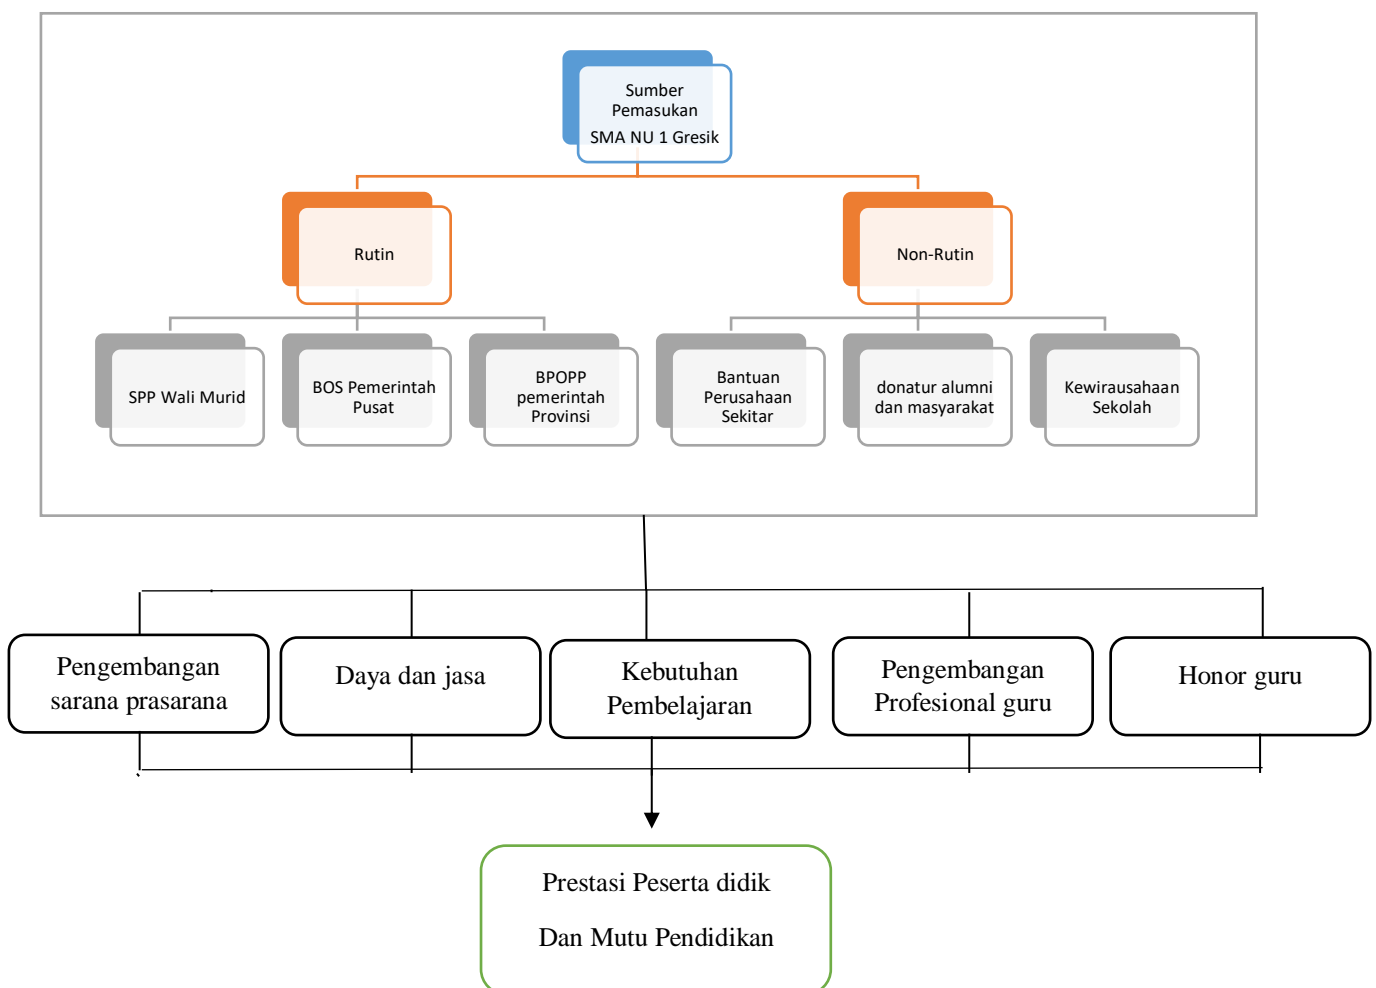 Sumber
Pemasukan
SMA NU 1 Gresik
Rutin
Non-Rutin
SPP Wali Murid
BOS Pemerintah
Pusat
BPOPP
pemerintah
Provinsi
Bantuan
Perusahaan
Sekitar
donatur alumni
dan masyarakat
Kewirausahaan
Sekolah
Pengembangan
sarana prasarana
Daya dan jasa
Kebutuhan
Pembelajaran
Pengembangan
Profesional guru
Honor guru
Prestasi Peserta didik
Dan Mutu Pendidikan